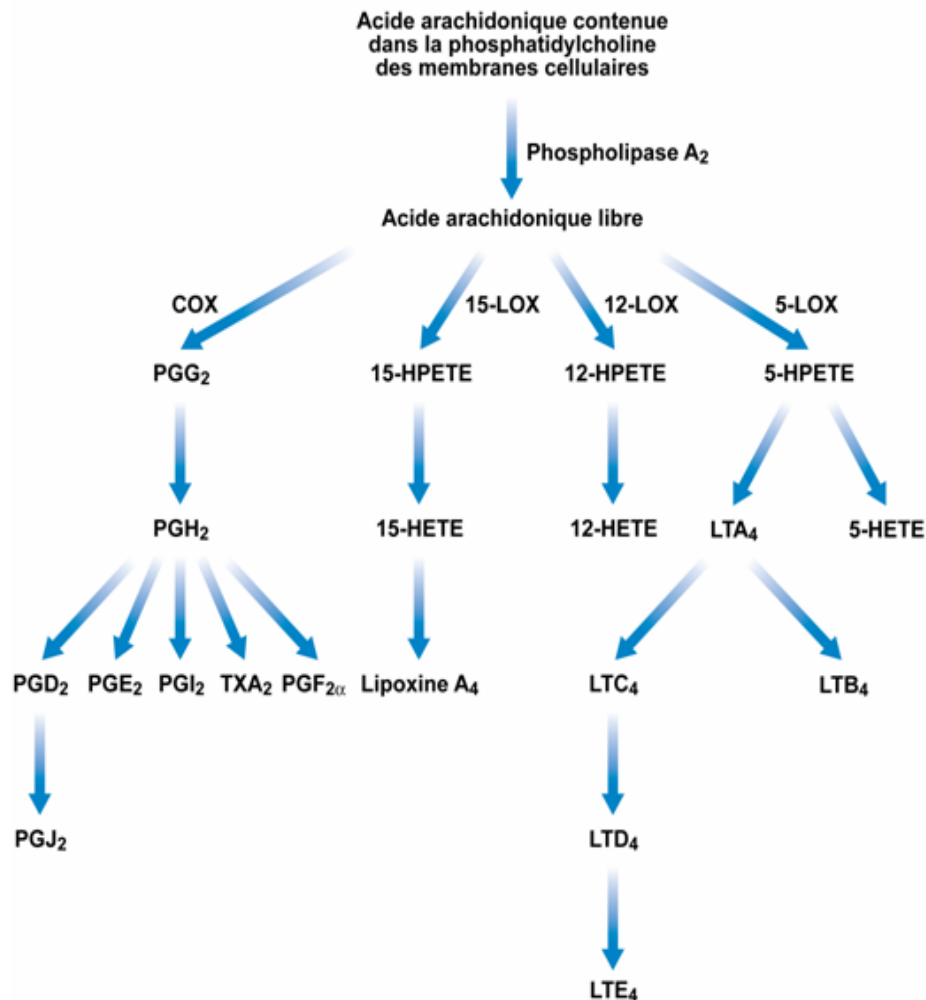 Acide arachidonique contenue
dans la phosphatidylcholine
des membranes cellulaires
Phospholipase A₂
Acide arachidonique libre
COX 15-LOX 12-LOX 5-LOX
PGG₂ 15-HPETE 12-HPETE 5-HPETE
PGH₂ 15-HETE 12-HETE LTA₄ 5-HETE
PGD₂ PGE₂ PGI₂ TXA₂ PGF₂α Lipoxine A₄ LTC₄ LTB₄
PGJ₂ LTD₄
LTE₄